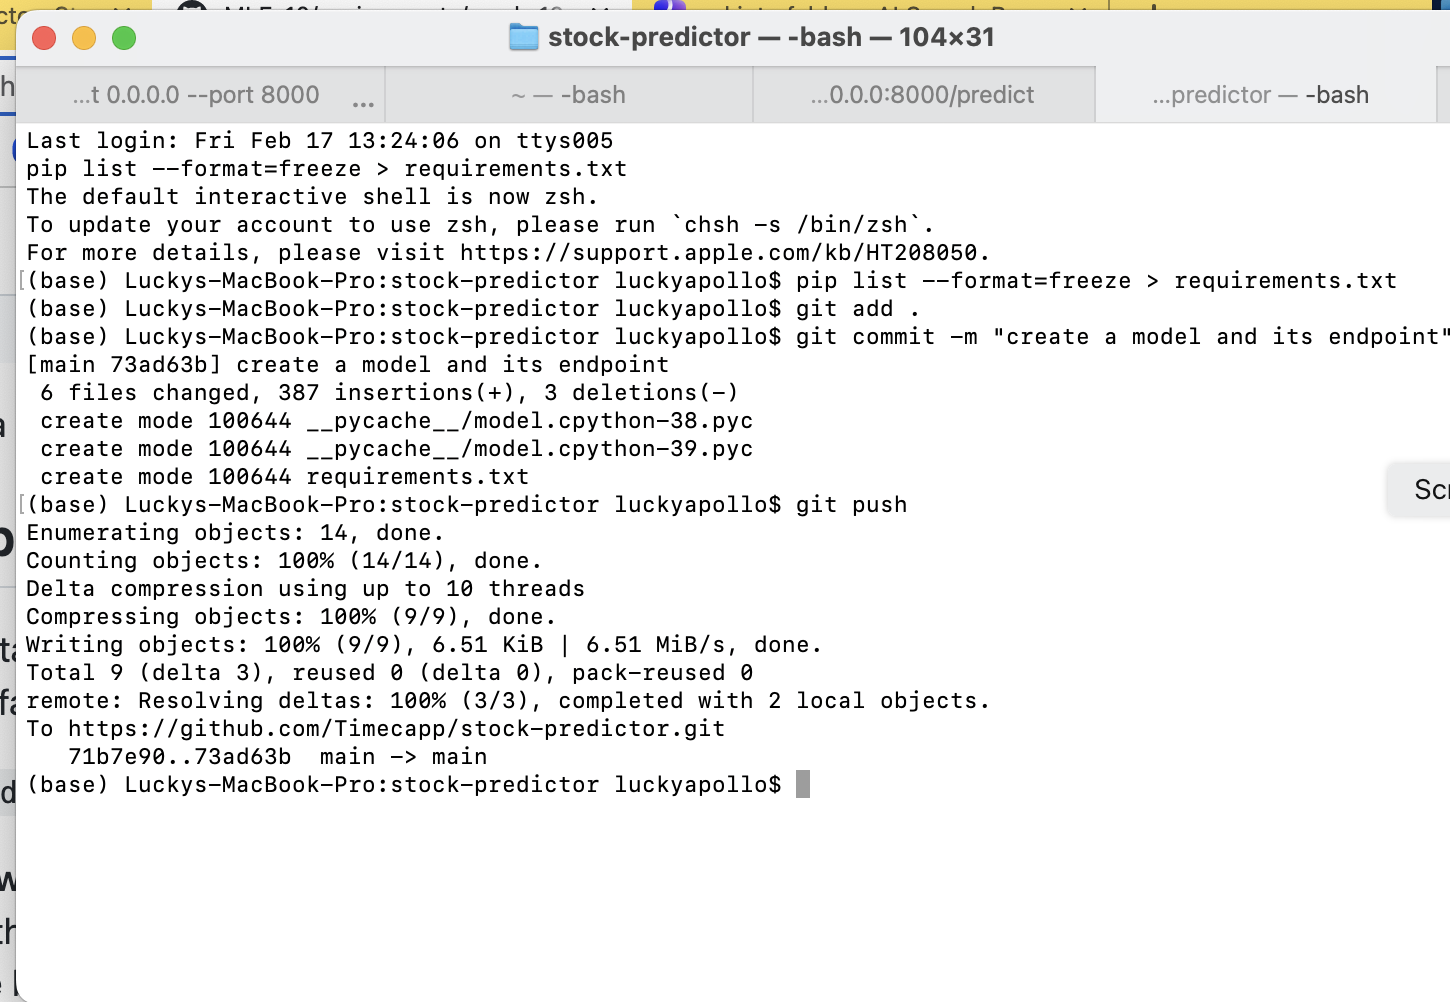 stock-predictor — -bash — 104×31
...t 0.0.0.0 --port 8000 ...
~ — -bash
...0.0.0:8000/predict
...predictor — -bash
Last login: Fri Feb 17 13:24:06 on ttys005
pip list --format=freeze > requirements.txt
The default interactive shell is now zsh.
To update your account to use zsh, please run `chsh -s /bin/zsh`.
For more details, please visit https://support.apple.com/kb/HT208050.
(base) Luckys-MacBook-Pro:stock-predictor luckyapollo$ pip list --format=freeze > requirements.txt
(base) Luckys-MacBook-Pro:stock-predictor luckyapollo$ git add .
(base) Luckys-MacBook-Pro:stock-predictor luckyapollo$ git commit -m "create a model and its endpoint"
[main 73ad63b] create a model and its endpoint
6 files changed, 387 insertions(+), 3 deletions(-)
create mode 100644 __pycache__/model.cpython-38.pyc
create mode 100644 __pycache__/model.cpython-39.pyc
create mode 100644 requirements.txt
(base) Luckys-MacBook-Pro:stock-predictor luckyapollo$ git push
Enumerating objects: 14, done.
Counting objects: 100% (14/14), done.
Delta compression using up to 10 threads
Compressing objects: 100% (9/9), done.
Writing objects: 100% (9/9), 6.51 KiB | 6.51 MiB/s, done.
Total 9 (delta 3), reused 0 (delta 0), pack-reused 0
remote: Resolving deltas: 100% (3/3), completed with 2 local objects.
To https://github.com/Timecapp/stock-predictor.git
71b7e90..73ad63b  main -> main
(base) Luckys-MacBook-Pro:stock-predictor luckyapollo$